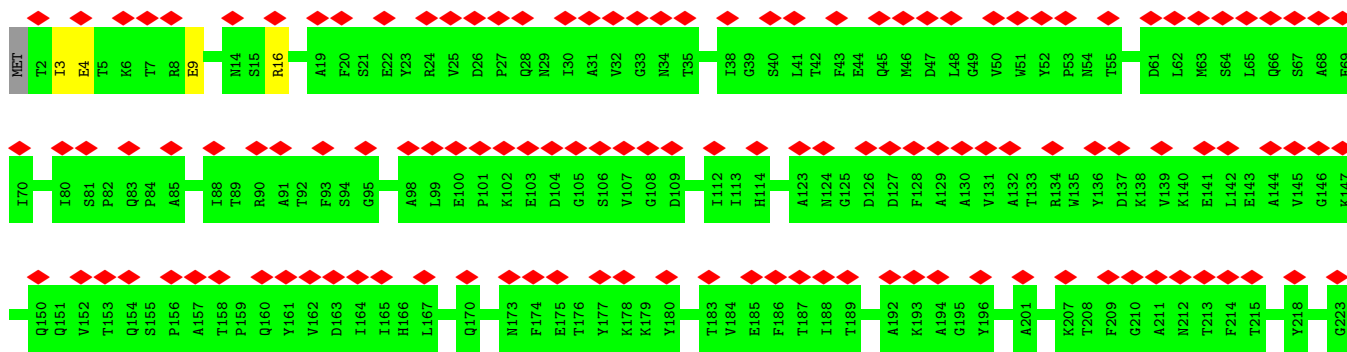 MET T2 I3 E4 T5 K6 T7 R8 E9 N14 S15 R16 A19 F20 S21 E22 Y23 R24 V25 D26 P27 Q28 N29 I30 A31 V32 G33 N34 T35 I38 G39 S40 L41 T42 F43 E44 Q45 M46 D47 L48 G49 V50 W51 Y52 P53 N54 T55 D61 L62 M63 S64 L65 Q66 S67 A68 E69
I70 I80 S81 P82 Q83 P84 A85 I88 T89 R90 A91 T92 F93 S94 G95 A98 L99 E100 P101 K102 E103 D104 G105 S106 V107 G108 D109 I112 I113 H114 A123 N124 G125 D126 D127 F128 A129 A130 V131 A132 T133 R134 W135 Y136 D137 K138 V139 K140 E141 L142 E143 A144 V145 G146 K147
Q150 Q151 V152 T153 Q154 S155 P156 A157 T158 P159 Q160 Y161 V162 D163 I164 I165 H166 L167 Q170 N173 F174 E175 T176 Y177 K178 K179 Y180 T183 V184 E185 F186 T187 I188 T189 A192 K193 A194 G195 Y196 A201 K207 T208 F209 G210 A211 N212 T213 F214 T215 Y218 G223